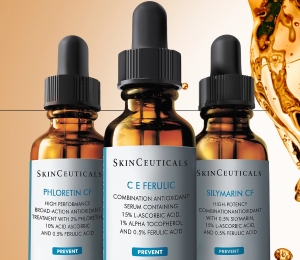 SKINCEUTICALS
PHLORETIN CF
HIGH PERFORMANCE
BROAD-ACTION ANTIOXIDANT
TREATMENT WITH 2% PHLORETIN,
10% ACID ASCORBIC
AND 0.5% FERULIC ACID.
PREVENT
SKINCEUTICALS
C E FERULIC
COMBINATION ANTIOXIDANT
SERUM CONTAINING
15% L-ASCORBIC ACID,
1% ALPHA TOCOPHEROL
AND 0.5% FERULIC ACID.
PREVENT
SKINCEUTICALS
SILYMARIN CF
HIGH-POTENCY
COMBINATION ANTIOXIDANT
WITH 0.5% SILYMARIN,
15% L-ASCORBIC ACID,
AND 0.5% FERULIC ACID
PREVENT